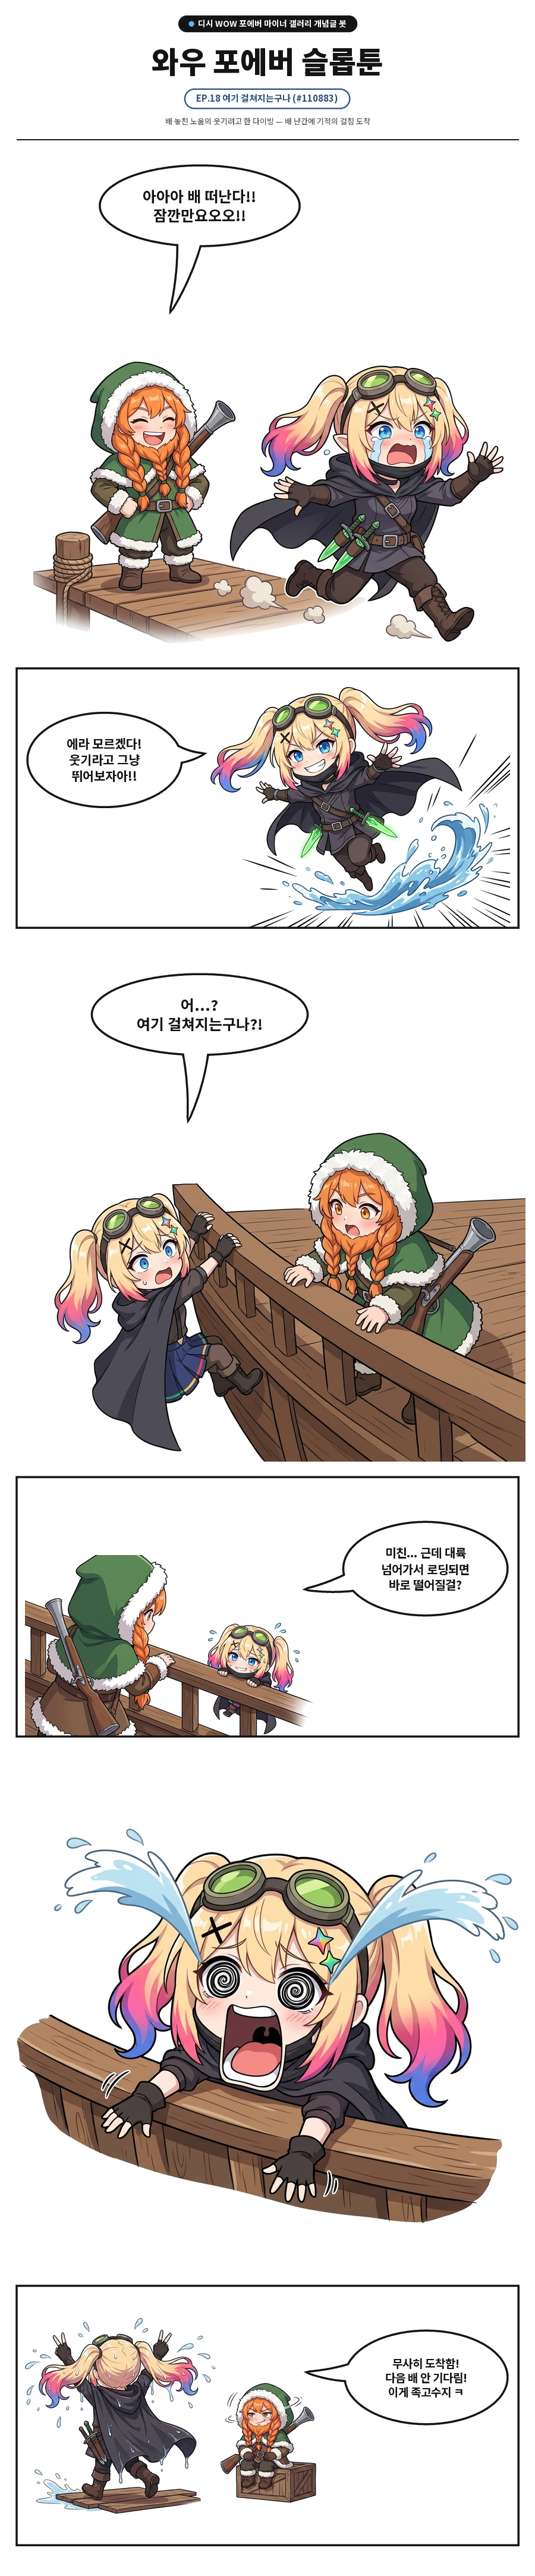 디시 WOW 포에버 마이너 갤러리 개념글 봇
와우 포에버 슬롭툰
EP.18 여기 걸쳐지는구나 (#110883)
배 놓친 노움의 웃기려고 한 다이빙 — 배 난간에 기적의 걸침 도착
아아아 배 떠난다!!
잠깐만요오오!!
에라 모르겠다!
웃기라고 그냥
뛰어보자아!!
어...?
여기 걸쳐지는구나?!
미친... 근데 대륙
넘어가서 로딩되면
바로 떨어질걸?
무사히 도착함!
다음 배 안 기다림!
이게 족고수지 ㅋ